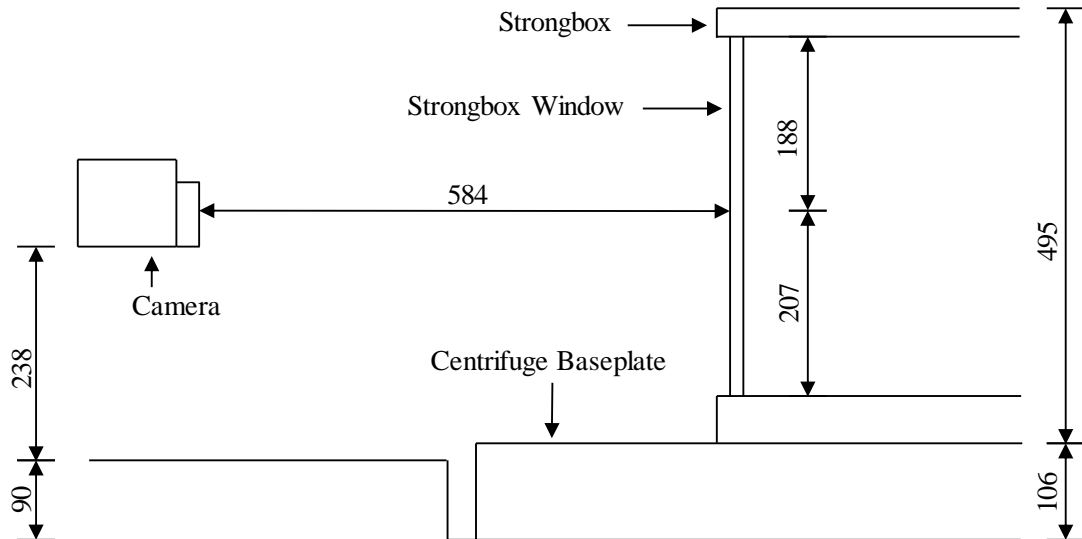 Strongbox
Strongbox Window
188
584
495
Camera
207
238
Centrifuge Baseplate
90
106